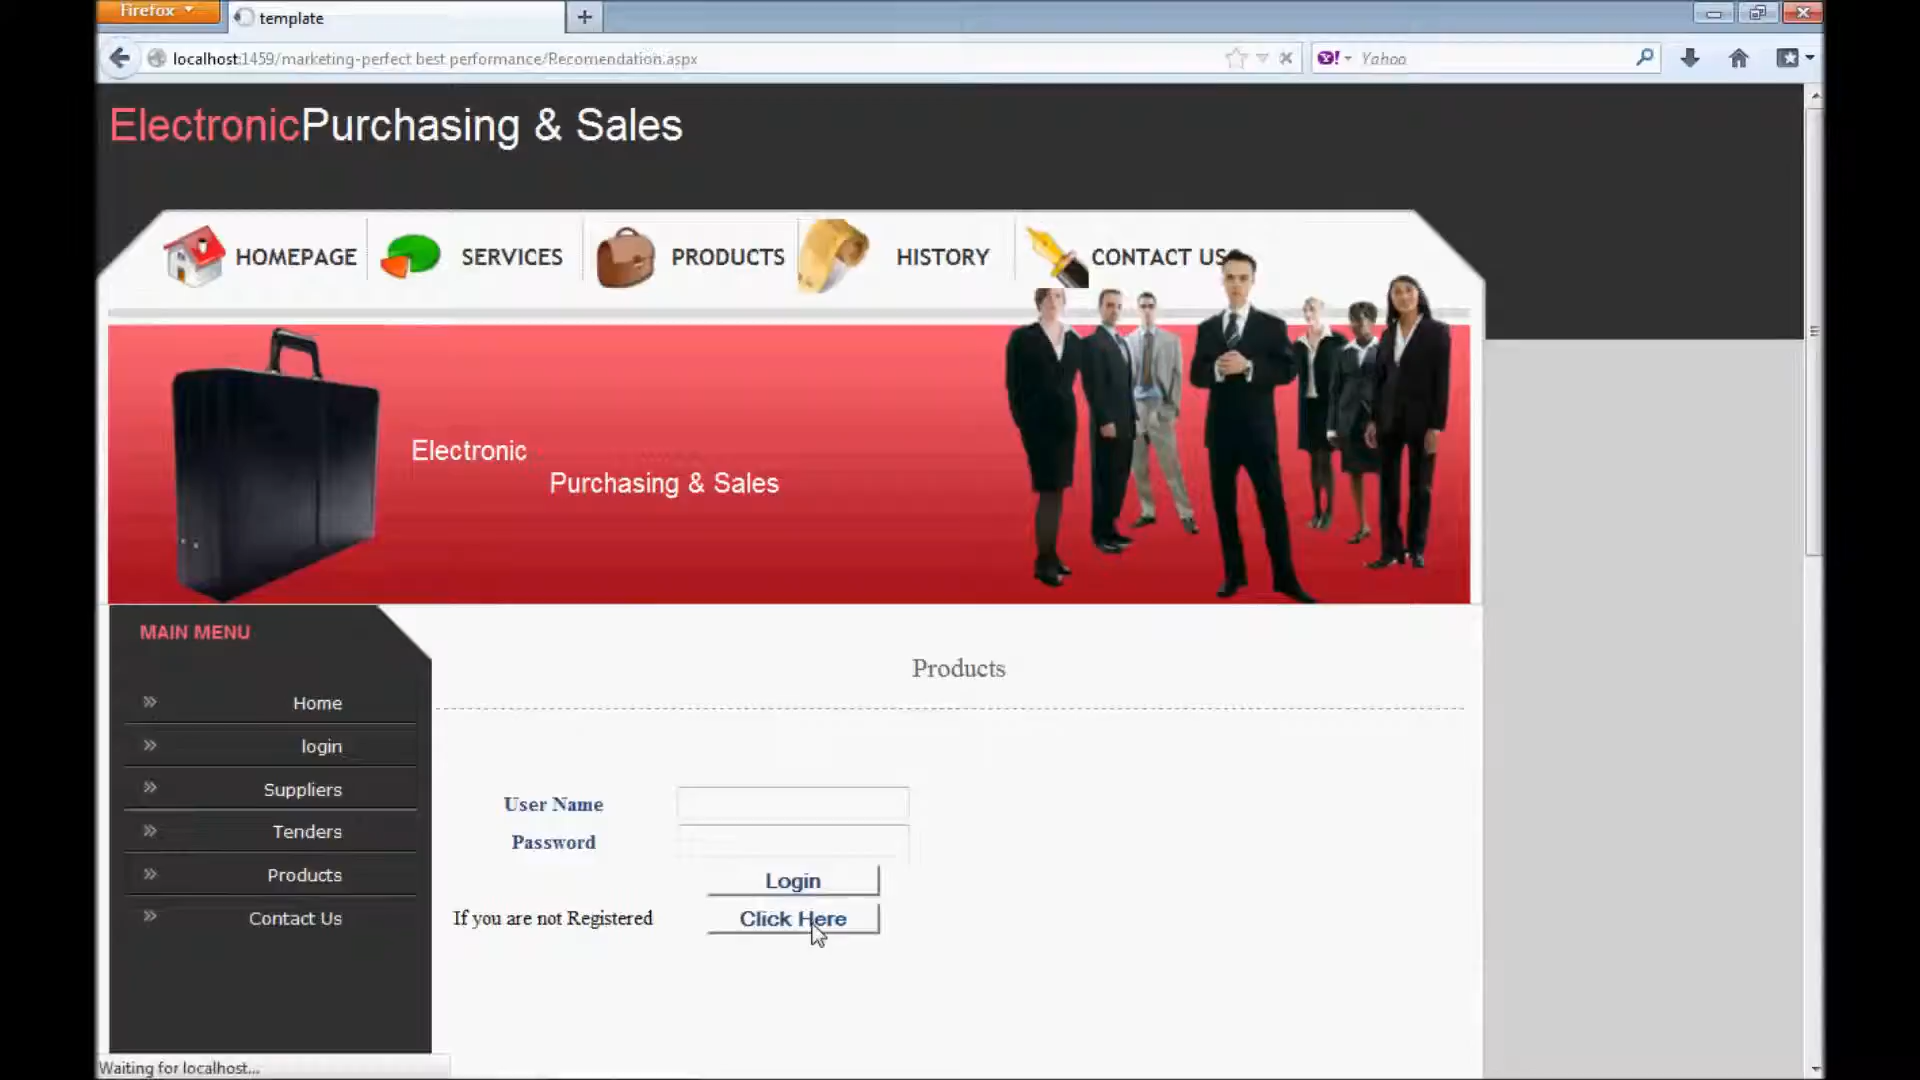 Firefox
template
localhost:1459/marketing-perfect best performance/Recomendation.aspx
Y!
Yahoo
ElectronicPurchasing & Sales
HOMEPAGE
SERVICES
PRODUCTS
HISTORY
CONTACT US
Electronic
Purchasing & Sales
MAIN MENU
Home
login
Suppliers
Tenders
Products
Contact Us
Products
User Name
Password
Login
If you are not Registered
Click Here
Waiting for localhost...